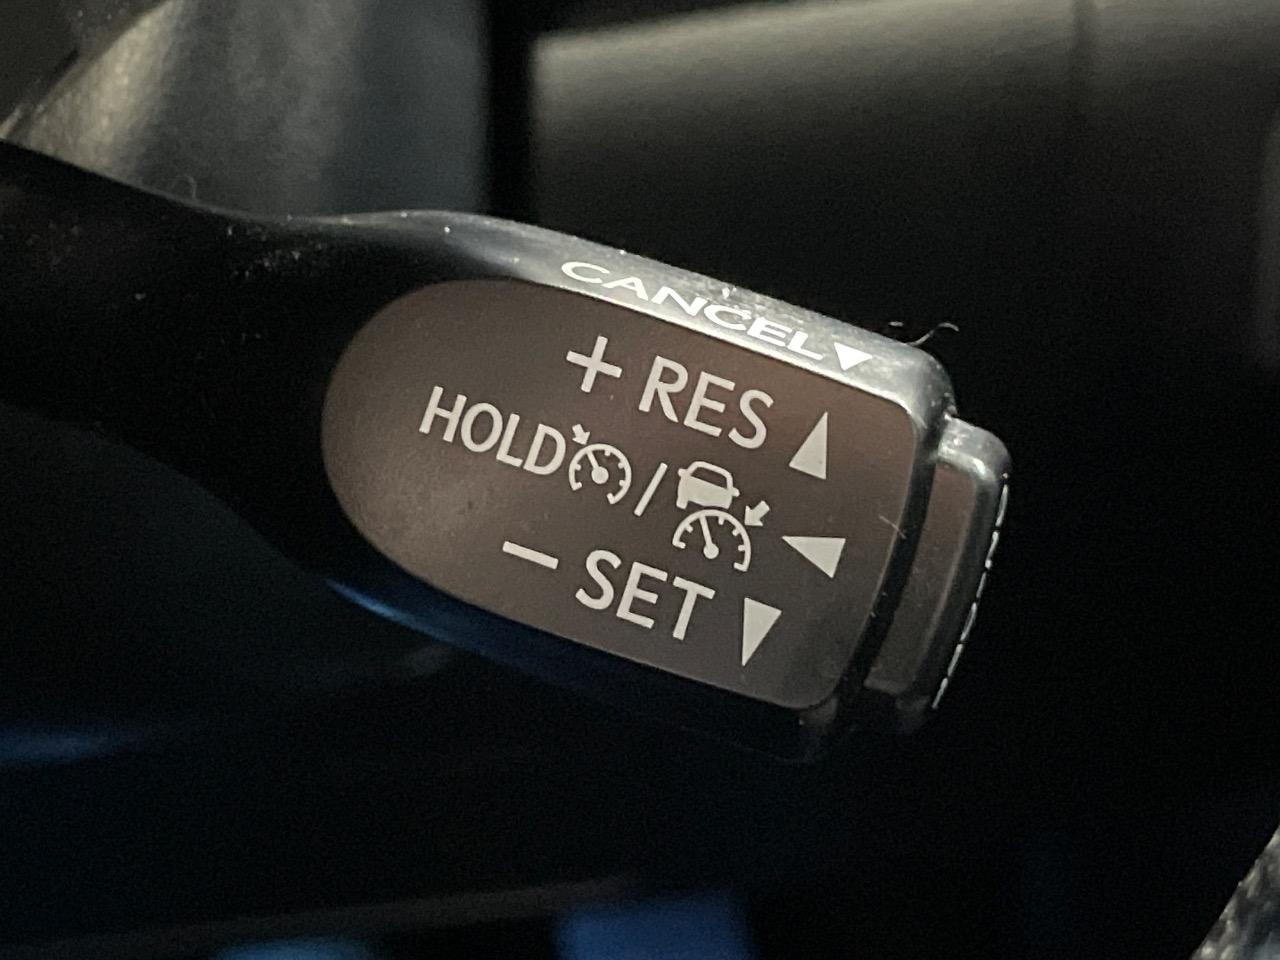 CANCEL▼
+ RES ▲
HOLD / ◀
− SET ▼